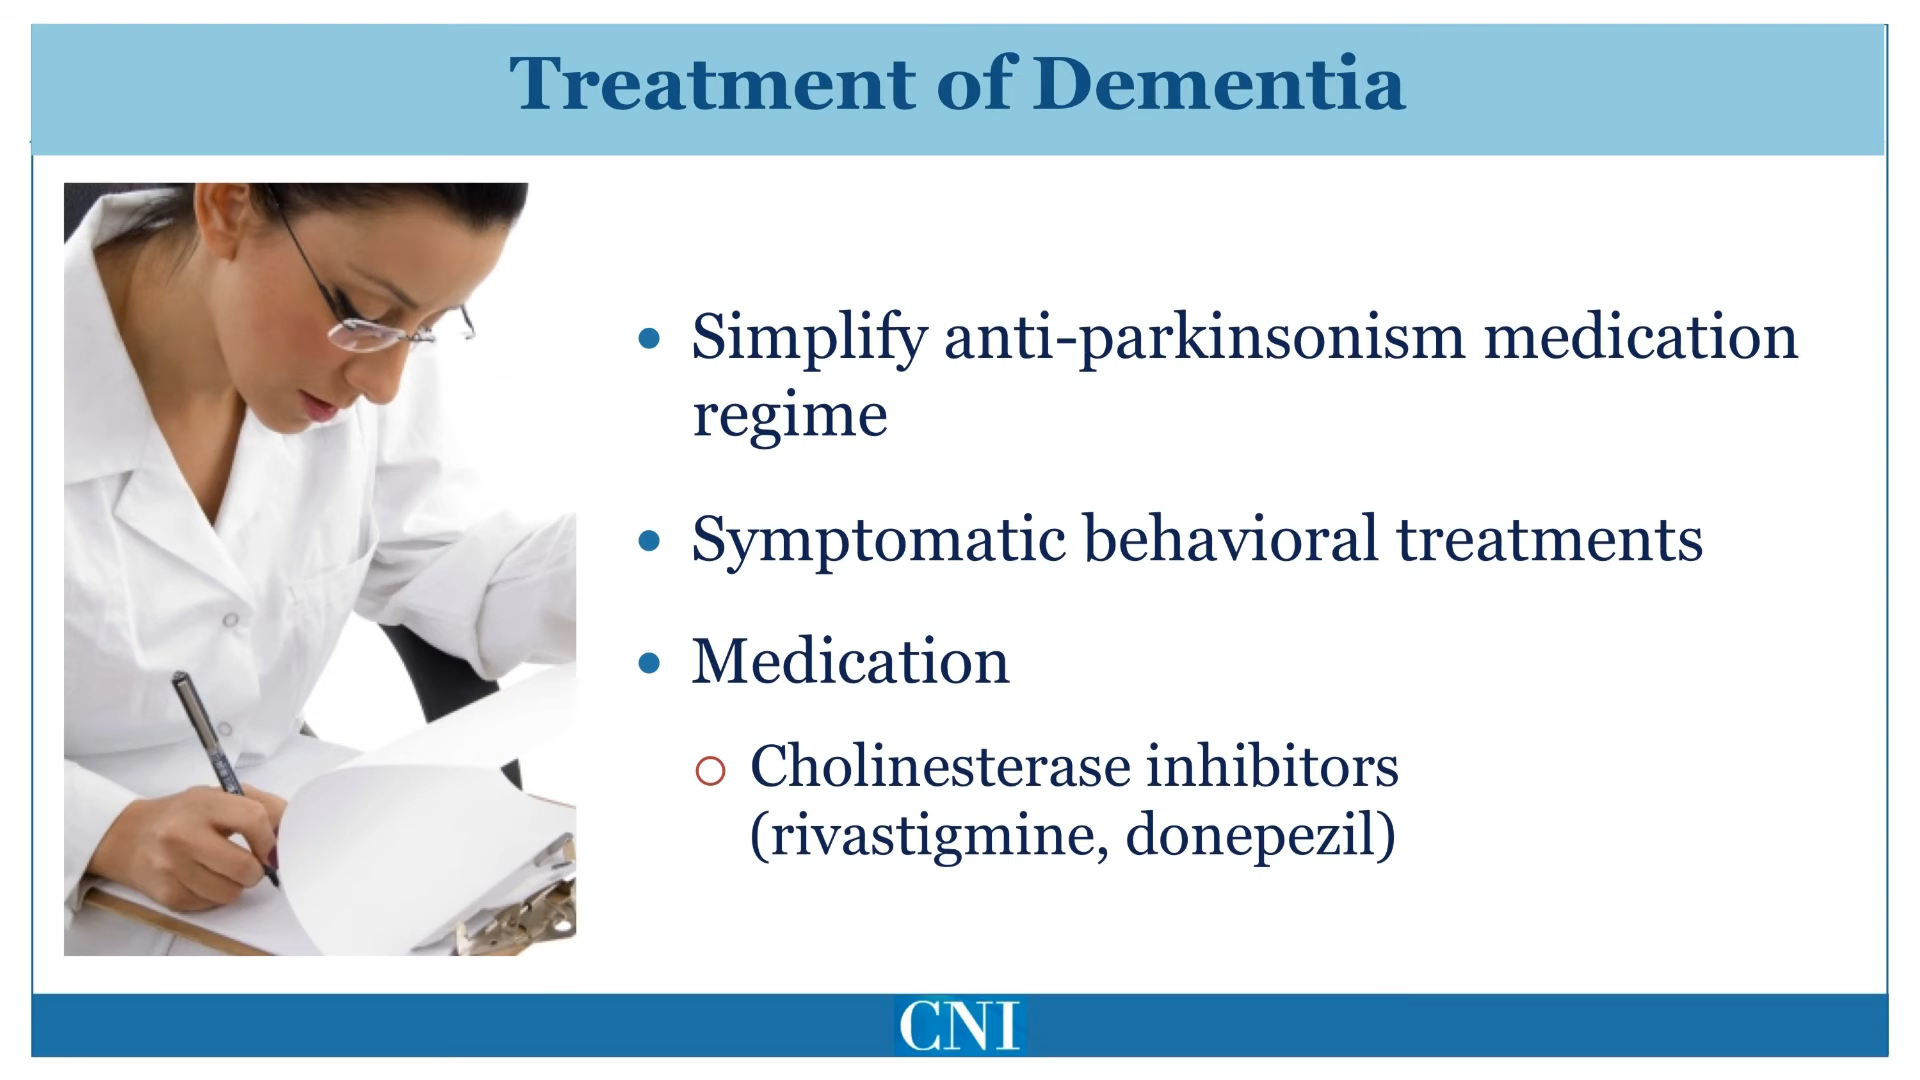 Treatment of Dementia
• Simplify anti-parkinsonism medication
regime
• Symptomatic behavioral treatments
• Medication
○ Cholinesterase inhibitors
(rivastigmine, donepezil)
CNI